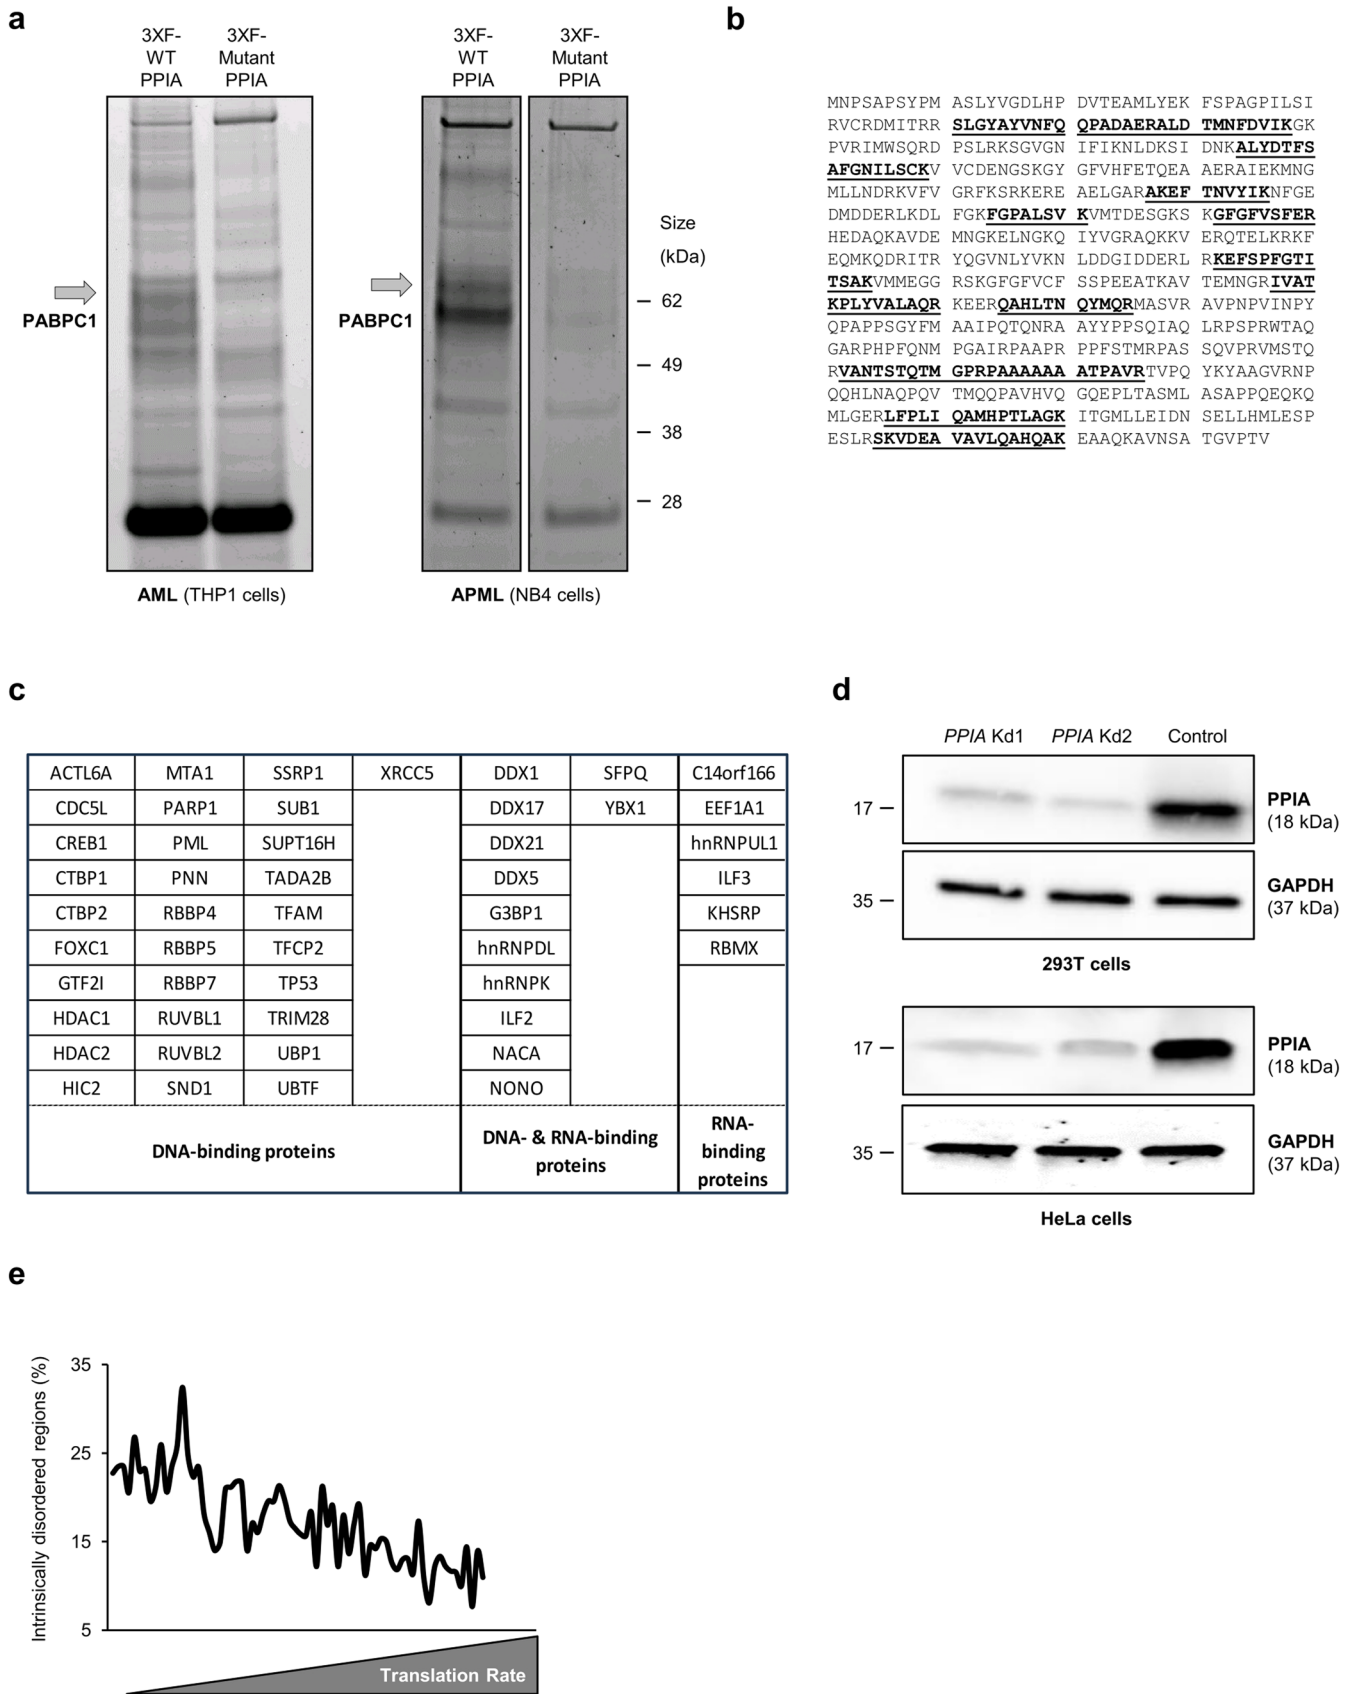 a
3XF-
WT
PPIA
3XF-
Mutant
PPIA
3XF-
WT
PPIA
3XF-
Mutant
PPIA
Size
(kDa)
PABPC1
PABPC1
62
49
38
28
AML (THP1 cells)
APML (NB4 cells)
b
MNPSAPSYPM ASLYVGDLHP DVTEAMLYEK FSPAGPILSI
RVCRDMITRR SLGYAYVNFQ QPADAERALD TMNFDVIKGK
PVRIMWSQRD PSLRKSGVGN IFIKNLDKSI DNKALYDTFS
AFGNILSCKV VCDENGSKGY GFVHFETQEA AERAIEKMNG
MLLNDRKVFV GRFKSRKERE AELGARAKEF TNVYIKNFGE
DMDDERLKDL FGKFGPALSV KVMTDESGKS KGFGFVSFER
HEDAQKAVDE MNGKELNGKQ IYVGRAQKKV ERQTELKRKF
EQMKQDRITR YQGVNLYVKN LDDGIDDERL RKEFSPFGTI
TSAKVMMEGG RSKGFGFVCF SSPEEATKAV TEMNGRIVAT
KPLYVALAQR KEERQAHLTN QYMQRMASVR AVPNPVINPY
QPAPPSGYFM AAIPQTQNRA AYYPPSQIAQ LRPSPRWTAQ
GARPHPFQNM PGAIRPAAPR PPFSTMRPAS SQVPRVMSTQ
RVANTSTQTM GPRPAAAAAA ATPAVRTVPQ YKYAAGVRNP
QQHLNAQPQV TMQQPAVHVQ GQEPLTASML ASAPPQEQKQ
MLGERLFPLI QAMHPTLAGK ITGMLLEIDN SELLHMLESP
ESLRSKVDEA VAVLQAHQAK EAAQKAVNSA TGVPTV
c
ACTL6A MTA1 SSRP1 XRCC5 DDX1 SFPQ C14orf166
CDC5L PARP1 SUB1 DDX17 YBX1 EEF1A1
CREB1 PML SUPT16H DDX21 hnRNPUL1
CTBP1 PNN TADA2B DDX5 ILF3
CTBP2 RBBP4 TFAM G3BP1 KHSRP
FOXC1 RBBP5 TFCP2 hnRNPDL RBMX
GTF2I RBBP7 TP53 hnRNPK
HDAC1 RUVBL1 TRIM28 ILF2
HDAC2 RUVBL2 UBP1 NACA
HIC2 SND1 UBTF NONO
DNA-binding proteins
DNA- & RNA-binding
proteins
RNA-
binding
proteins
d
PPIA Kd1 PPIA Kd2 Control
17
PPIA
(18 kDa)
35
GAPDH
(37 kDa)
293T cells
17
PPIA
(18 kDa)
35
GAPDH
(37 kDa)
HeLa cells
e
Intrinsically disordered regions (%)
35
25
15
5
Translation Rate